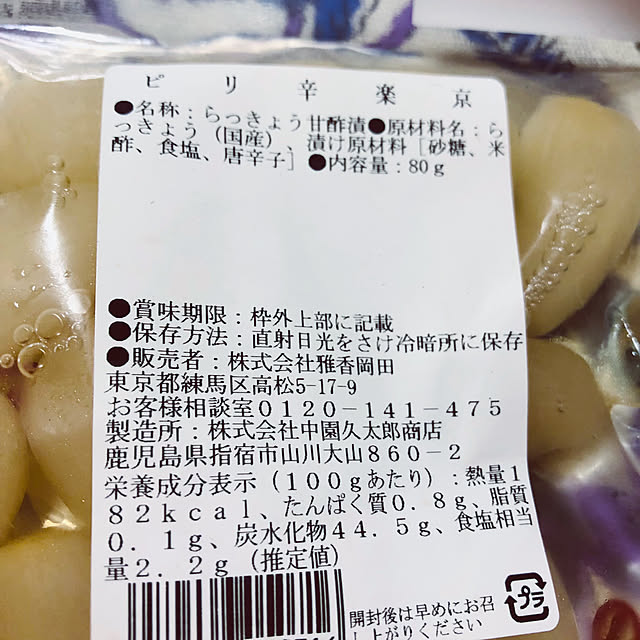 ピリ辛楽京
●名称：らっきょう甘酢漬●原材料名：ら
っきょう（国産）、漬け原材料［砂糖、米
酢、食塩、唐辛子］●内容量：80ｇ
●賞味期限：枠外上部に記載
●保存方法：直射日光をさけ冷暗所に保存
●販売者：株式会社雅香岡田
東京都練馬区高松5-17-9
お客様相談室０１２０-１４１-４７５
製造所：株式会社中園久太郎商店
鹿児島県指宿市山川大山８６０－２
栄養成分表示（１００ｇあたり）:熱量１
８２ｋｃａｌ、たんぱく質０.８ｇ、脂質
０.１ｇ、炭水化物４４.５ｇ、食塩相当
量２.２ｇ（推定値）
開封後は早めにお召
し上がりください
プラ